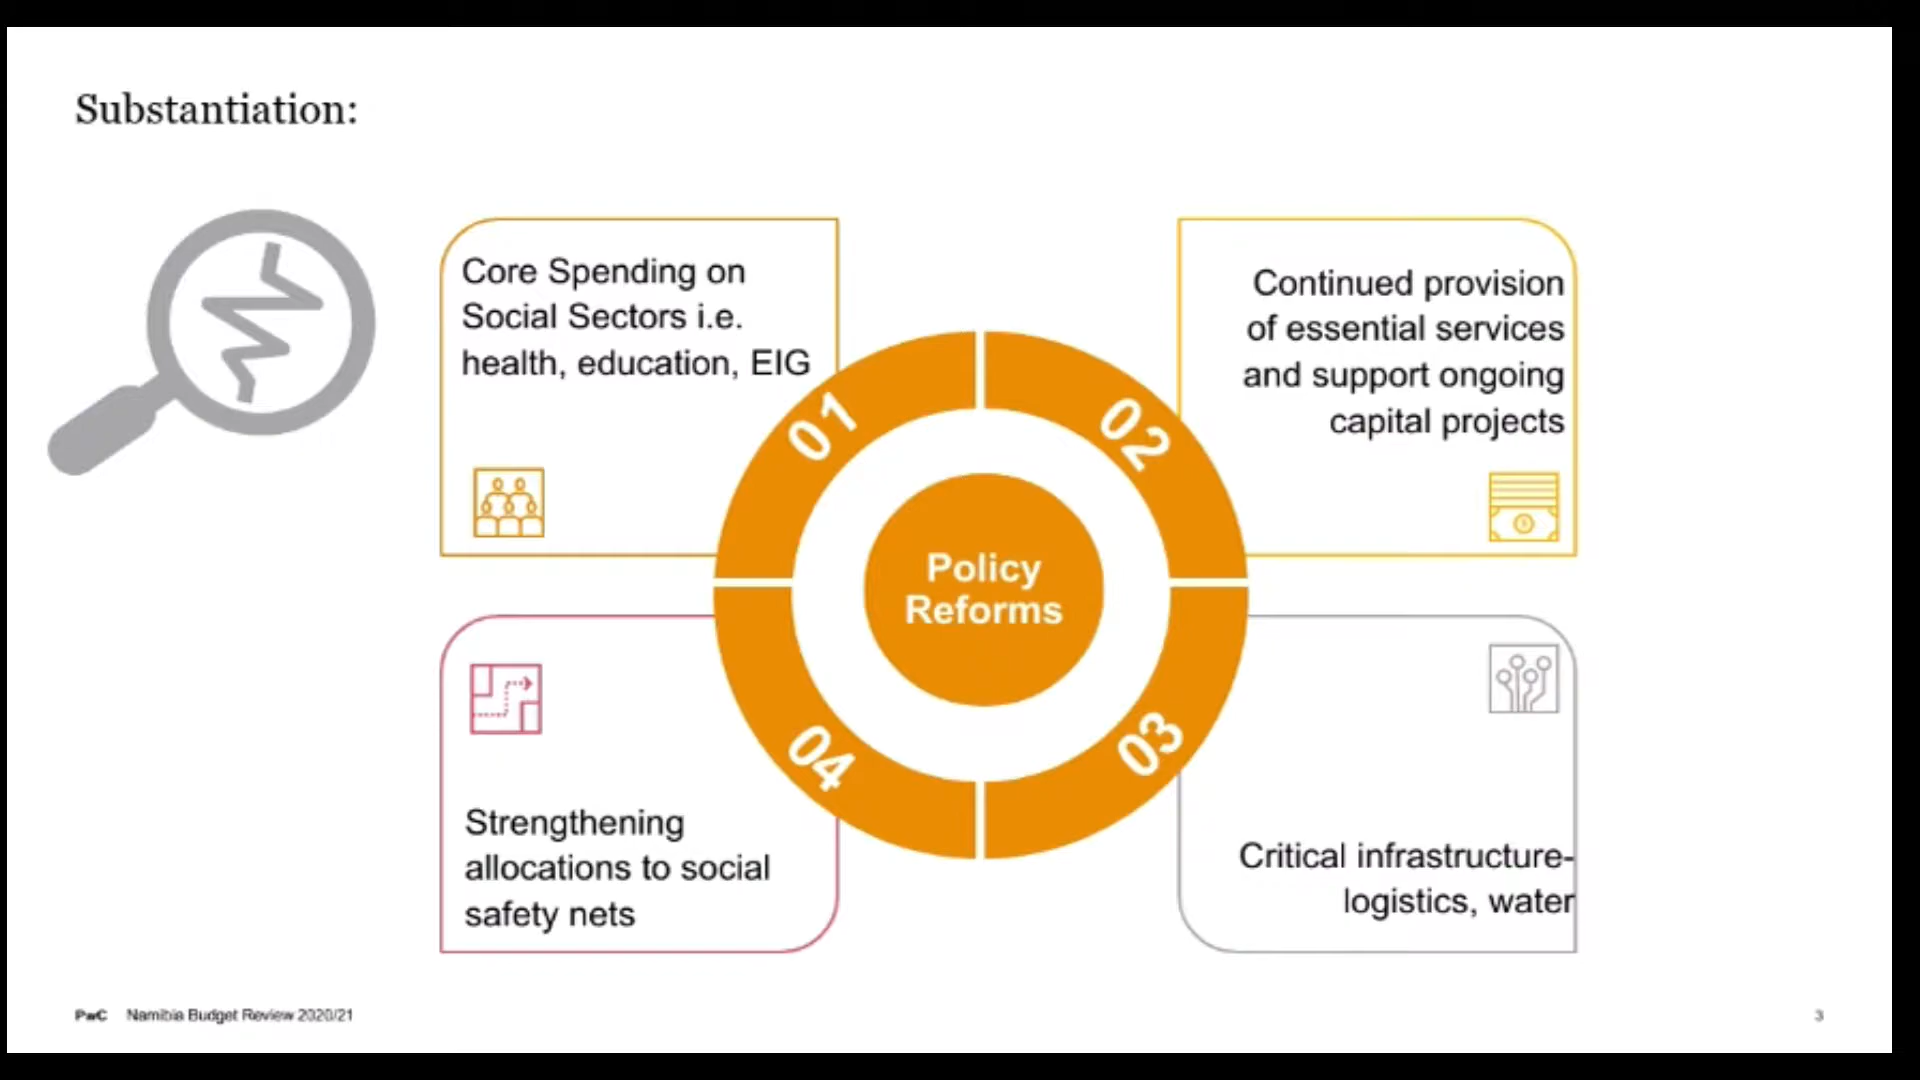 Substantiation:
Core Spending on
Social Sectors i.e.
health, education, EIG
01
Continued provision
of essential services
and support ongoing
capital projects
02
Policy
Reforms
04
Strengthening
allocations to social
safety nets
03
Critical infrastructure-
logistics, water
PwC Namibia Budget Review 2020/21
3